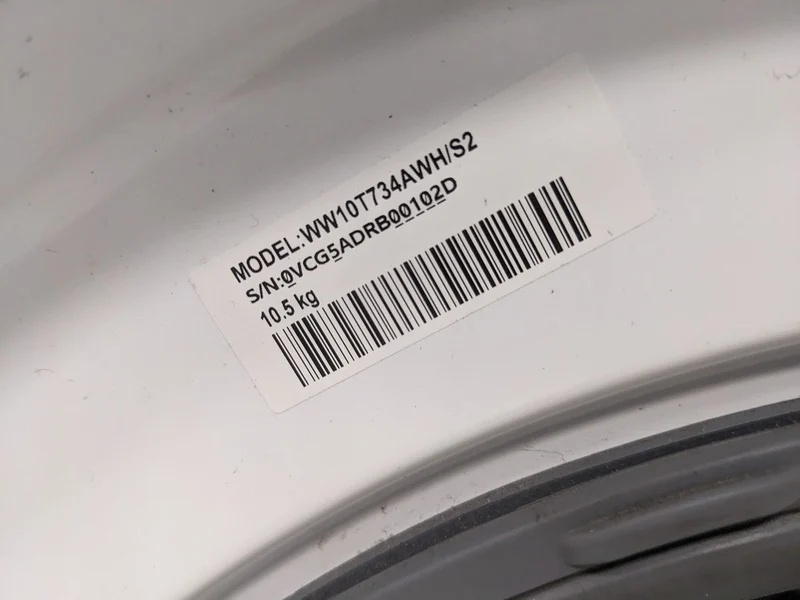 MODEL:WW10T734AWH/S2
S/N:0VCG5ADRB00102D
10.5 kg